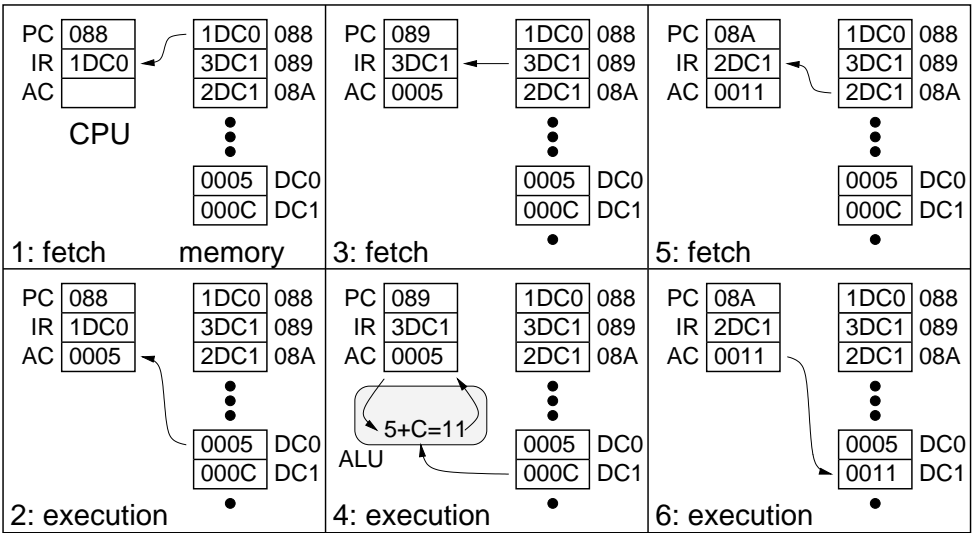 PC 088 1DC0 088
IR 1DC0 3DC1 089
AC 2DC1 08A
CPU
0005 DC0
000C DC1
1: fetch memory
PC 089 1DC0 088
IR 3DC1 3DC1 089
AC 0005 2DC1 08A
0005 DC0
000C DC1
3: fetch
PC 08A 1DC0 088
IR 2DC1 3DC1 089
AC 0011 2DC1 08A
0005 DC0
000C DC1
5: fetch
PC 088 1DC0 088
IR 1DC0 3DC1 089
AC 0005 2DC1 08A
0005 DC0
000C DC1
2: execution
PC 089 1DC0 088
IR 3DC1 3DC1 089
AC 0005 2DC1 08A
5+C=11
ALU 0005 DC0
000C DC1
4: execution
PC 08A 1DC0 088
IR 2DC1 3DC1 089
AC 0011 2DC1 08A
0005 DC0
0011 DC1
6: execution